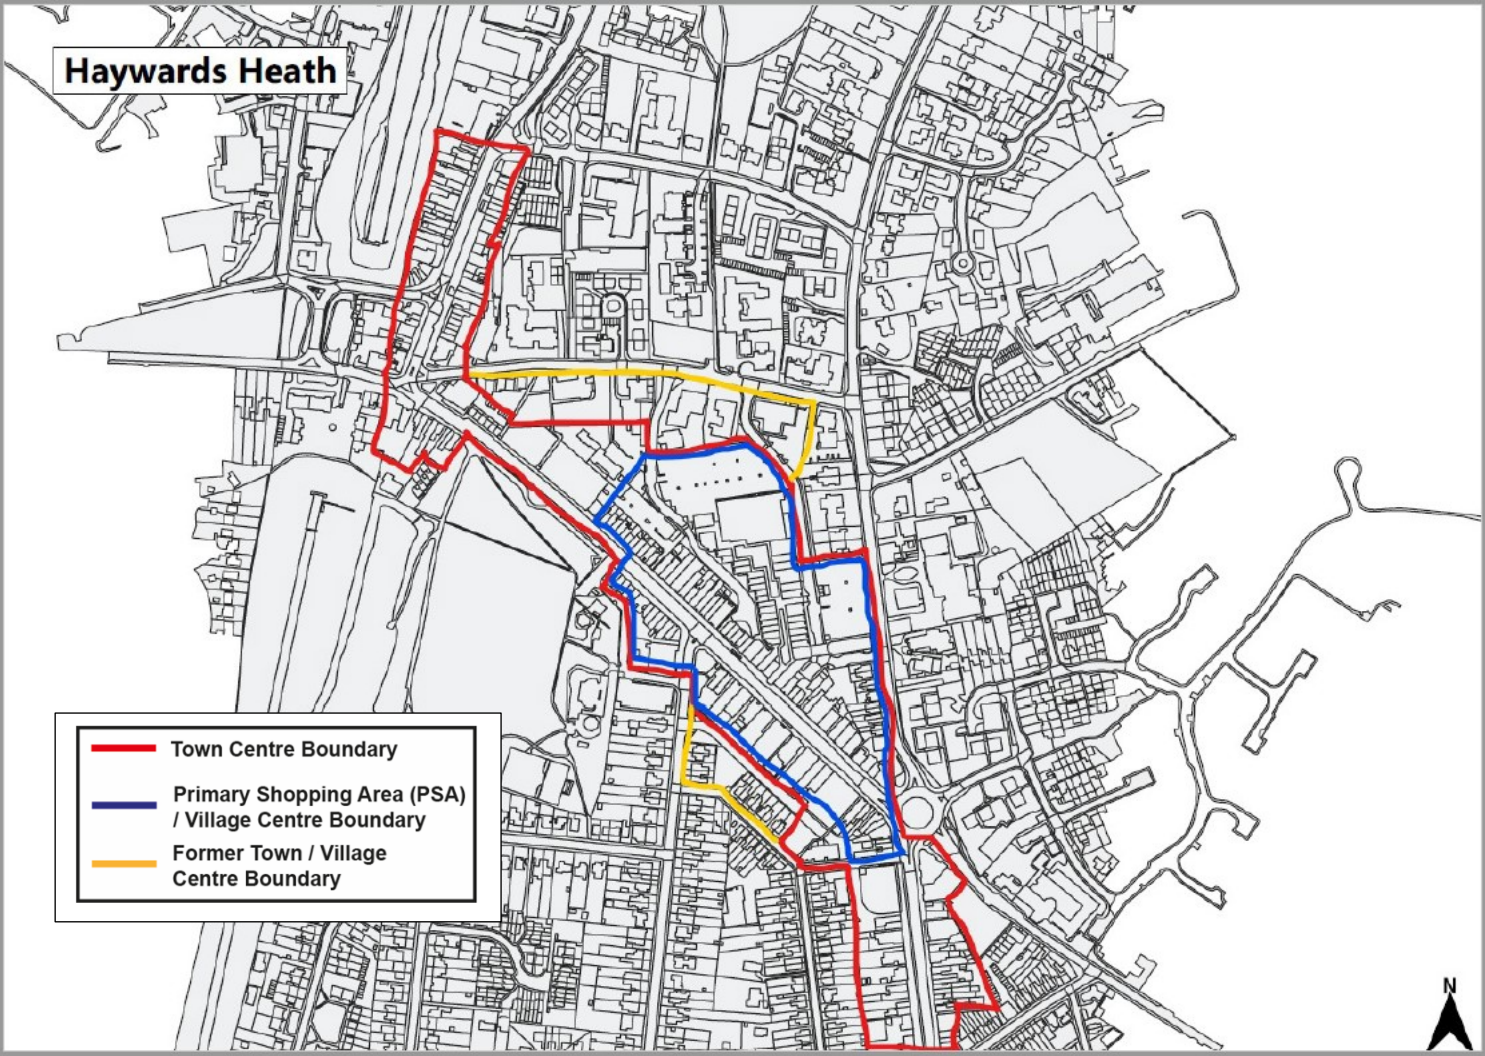 Haywards Heath
Town Centre Boundary
Primary Shopping Area (PSA)
/ Village Centre Boundary
Former Town / Village
Centre Boundary
N